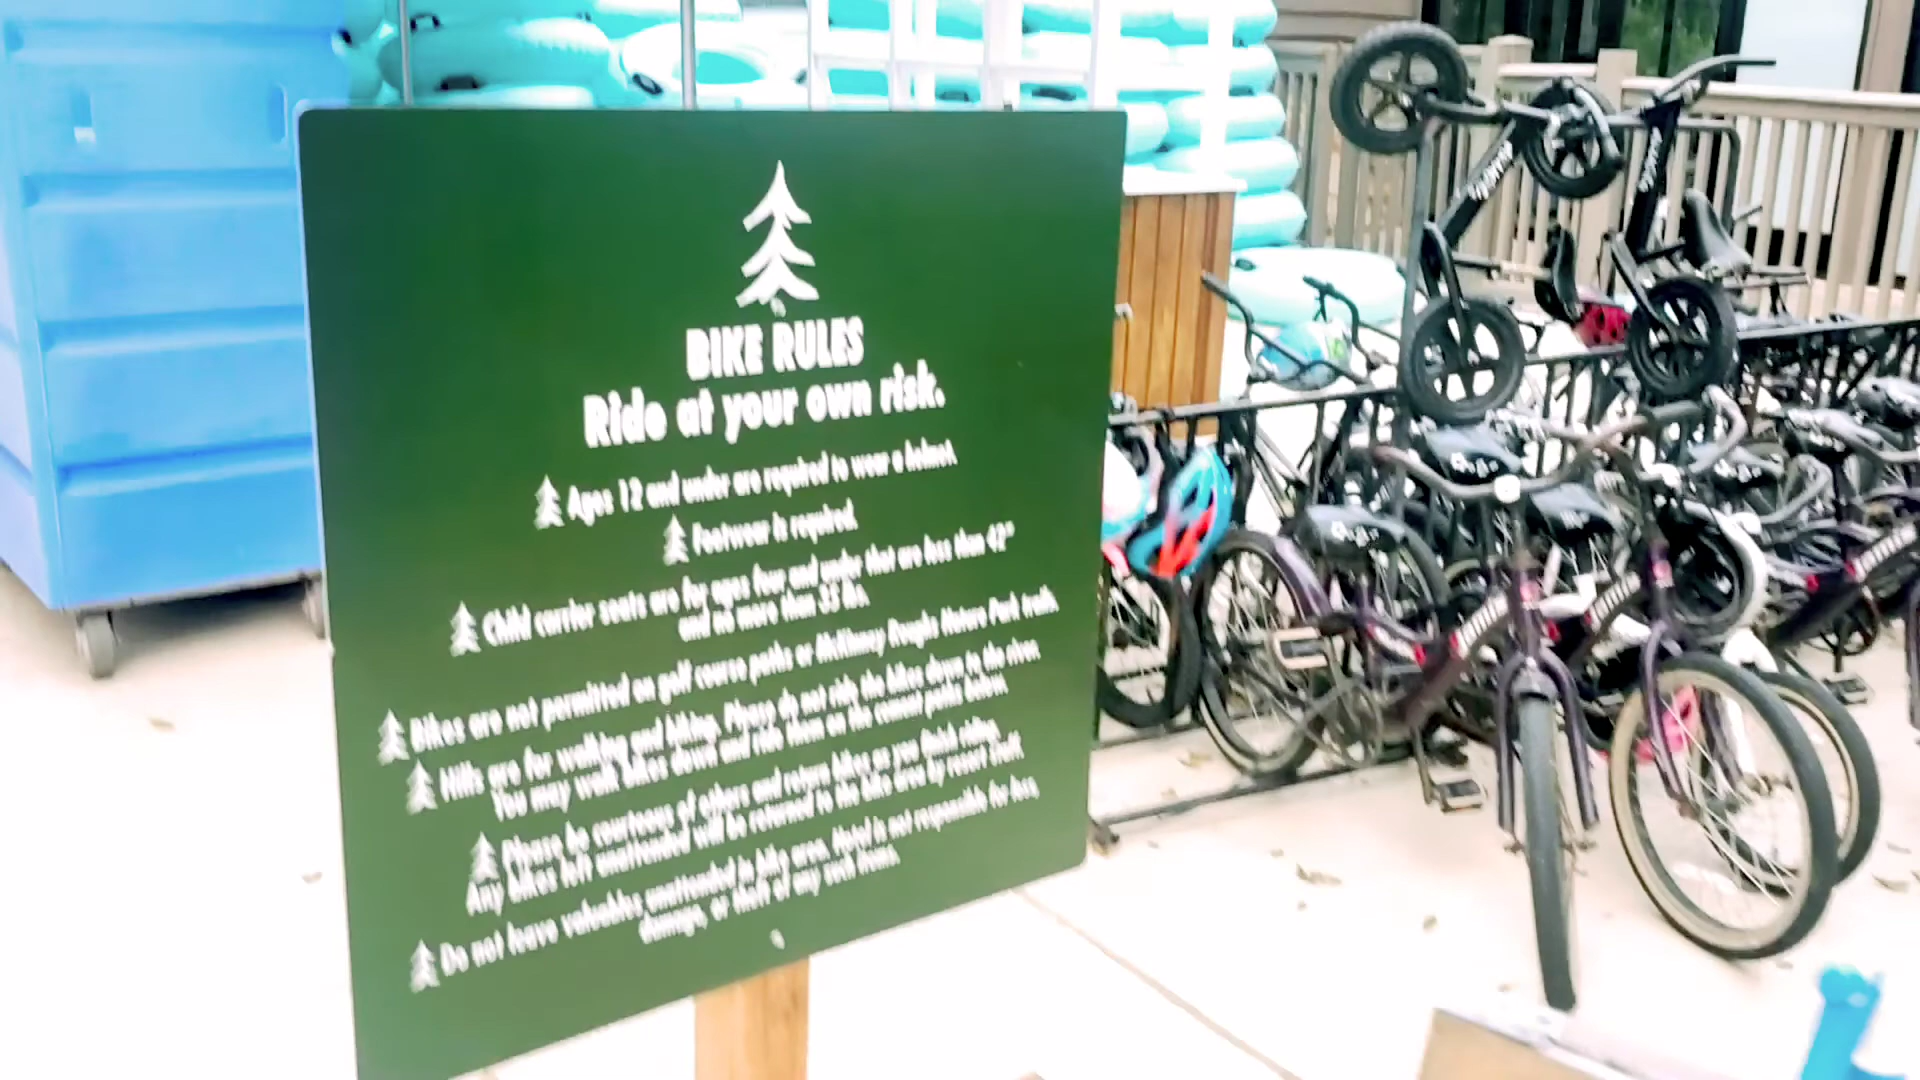 BIKE RULES
Ride at your own risk.
Ages 12 and under are required to wear a helmet.
Footwear is required.
Child carrier seats are for ages four and under that are less than 42"
and no more than 35 lbs.
Bikes are not permitted on golf course paths or McKinney Roughs Nature Park trails.
Hills are for walking and hiking. Please do not ride the bikes down to the river.
You may walk bikes down and ride them on the running paths below.
Please be courteous of others and return bikes as you finish riding.
Any bikes left unattended will be returned to the bike area by resort staff.
Do not leave valuables unattended in bike area. Hotel is not responsible for loss,
damage, or theft of any such items.